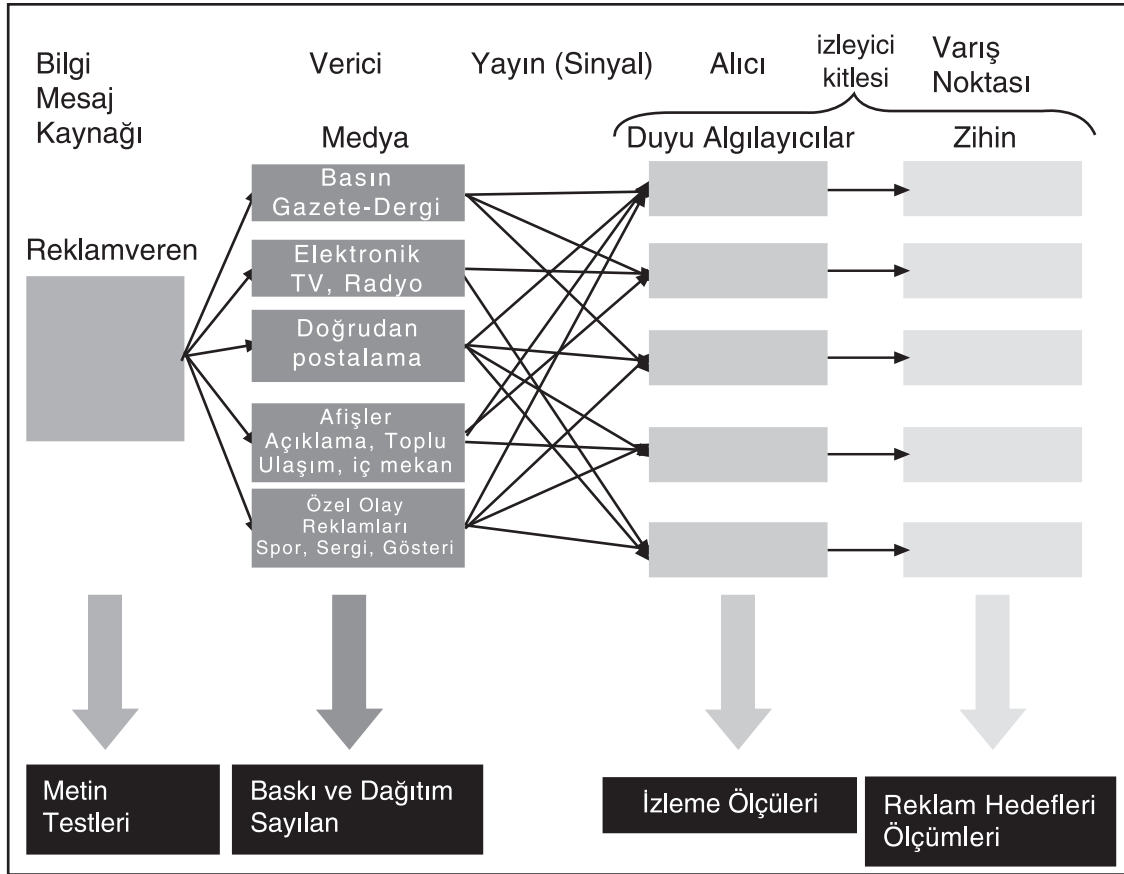 Bilgi
Mesaj
Kaynağı
Verici
Yayın (Sinyal)
Alıcı
izleyici
kitlesi
Varış
Noktası
Medya
Duyu Algılayıcılar
Zihin
Reklamveren
Basın
Gazete-Dergi
Elektronik
TV, Radyo
Doğrudan
postalama
Afişler
Açıklama, Toplu
Ulaşım, iç mekan
Özel Olay
Reklamları
Spor, Sergi, Gösteri
Metin
Testleri
Baskı ve Dağıtım
Sayılan
İzleme Ölçüleri
Reklam Hedefleri
Ölçümleri